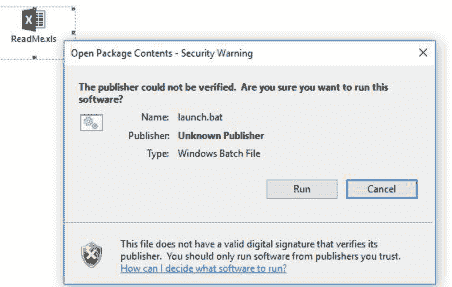 ReadMe.xls
Open Package Contents - Security Warning
The publisher could not be verified. Are you sure you want to run this
software?
Name: launch.bat
Publisher: Unknown Publisher
Type: Windows Batch File
Run
Cancel
This file does not have a valid digital signature that verifies its
publisher. You should only run software from publishers you trust.
How can I decide what software to run?